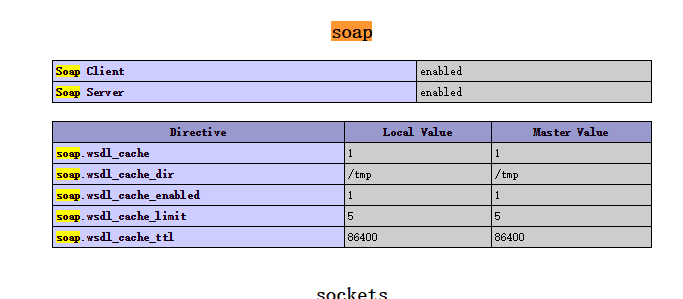 soap
Soap Client enabled
Soap Server enabled
Directive Local Value Master Value
soap.wsdl_cache 1 1
soap.wsdl_cache_dir /tmp /tmp
soap.wsdl_cache_enabled 1 1
soap.wsdl_cache_limit 5 5
soap.wsdl_cache_ttl 86400 86400
sockets